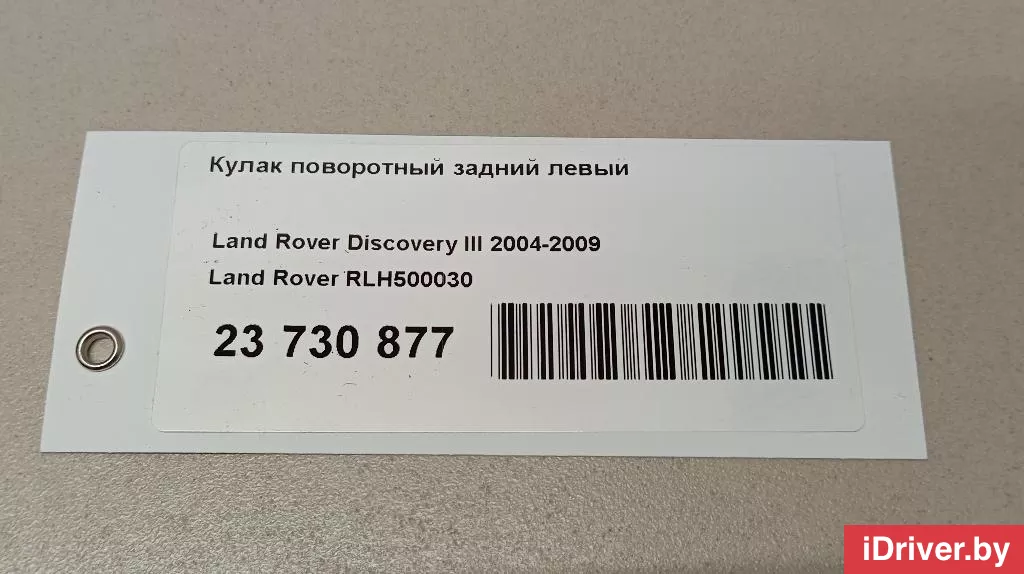 Кулак поворотный задний левый
Land Rover Discovery III 2004-2009
Land Rover RLH500030
23 730 877
iDriver.by